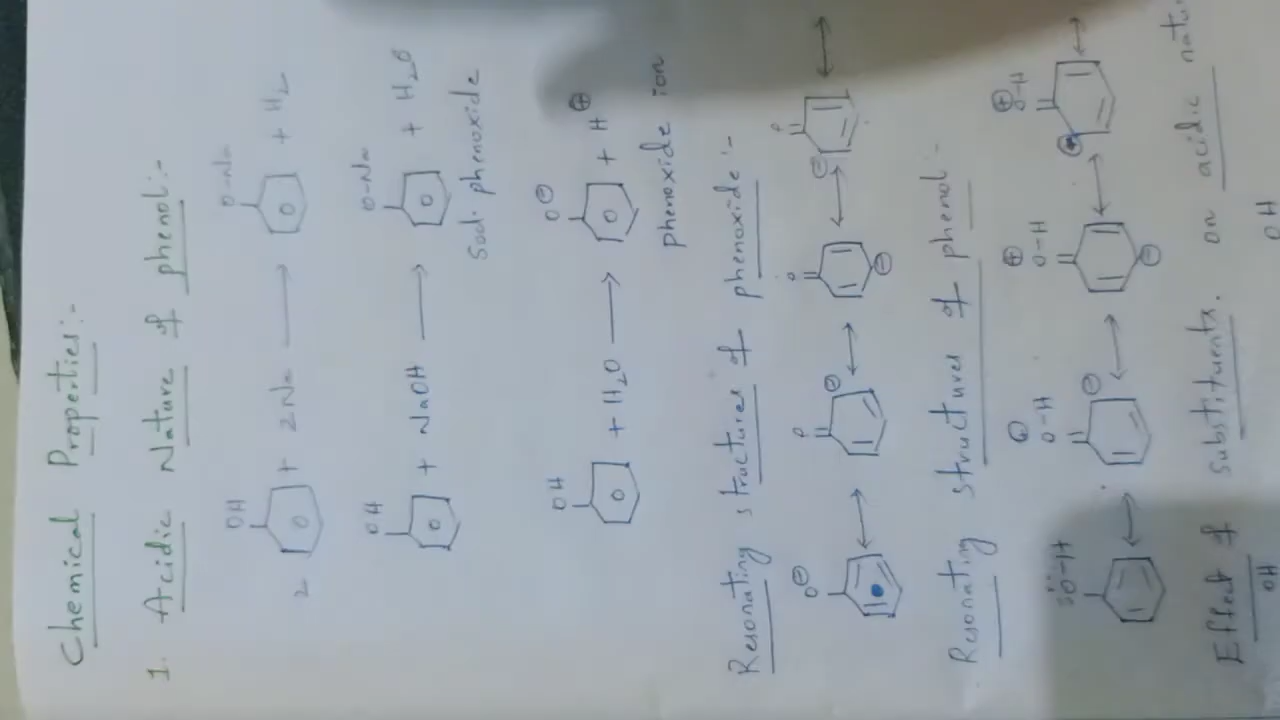 Chemical Properties:-
1. Acidic Nature of phenol:-
OH O-Na
2 + 2Na ⟶ + H2
OH O-Na
+ NaOH ⟶ + H2O
Sod. phenoxide
OH O⊖
+ H2O ⟶ + H⊕
phenoxide ion
Resonating structures of phenoxide:-
O⊖ O O O
⟷ ⊖ ⟷ ⊖ ⟷ ⊖ ⟷
Resonating structures of phenol:-
:Ö-H ⊕O-H ⊕O-H ⊕O-H
⟷ ⊖ ⟷ ⊖ ⟷ ⟷
Effect of substituents. on acidic
OH OH